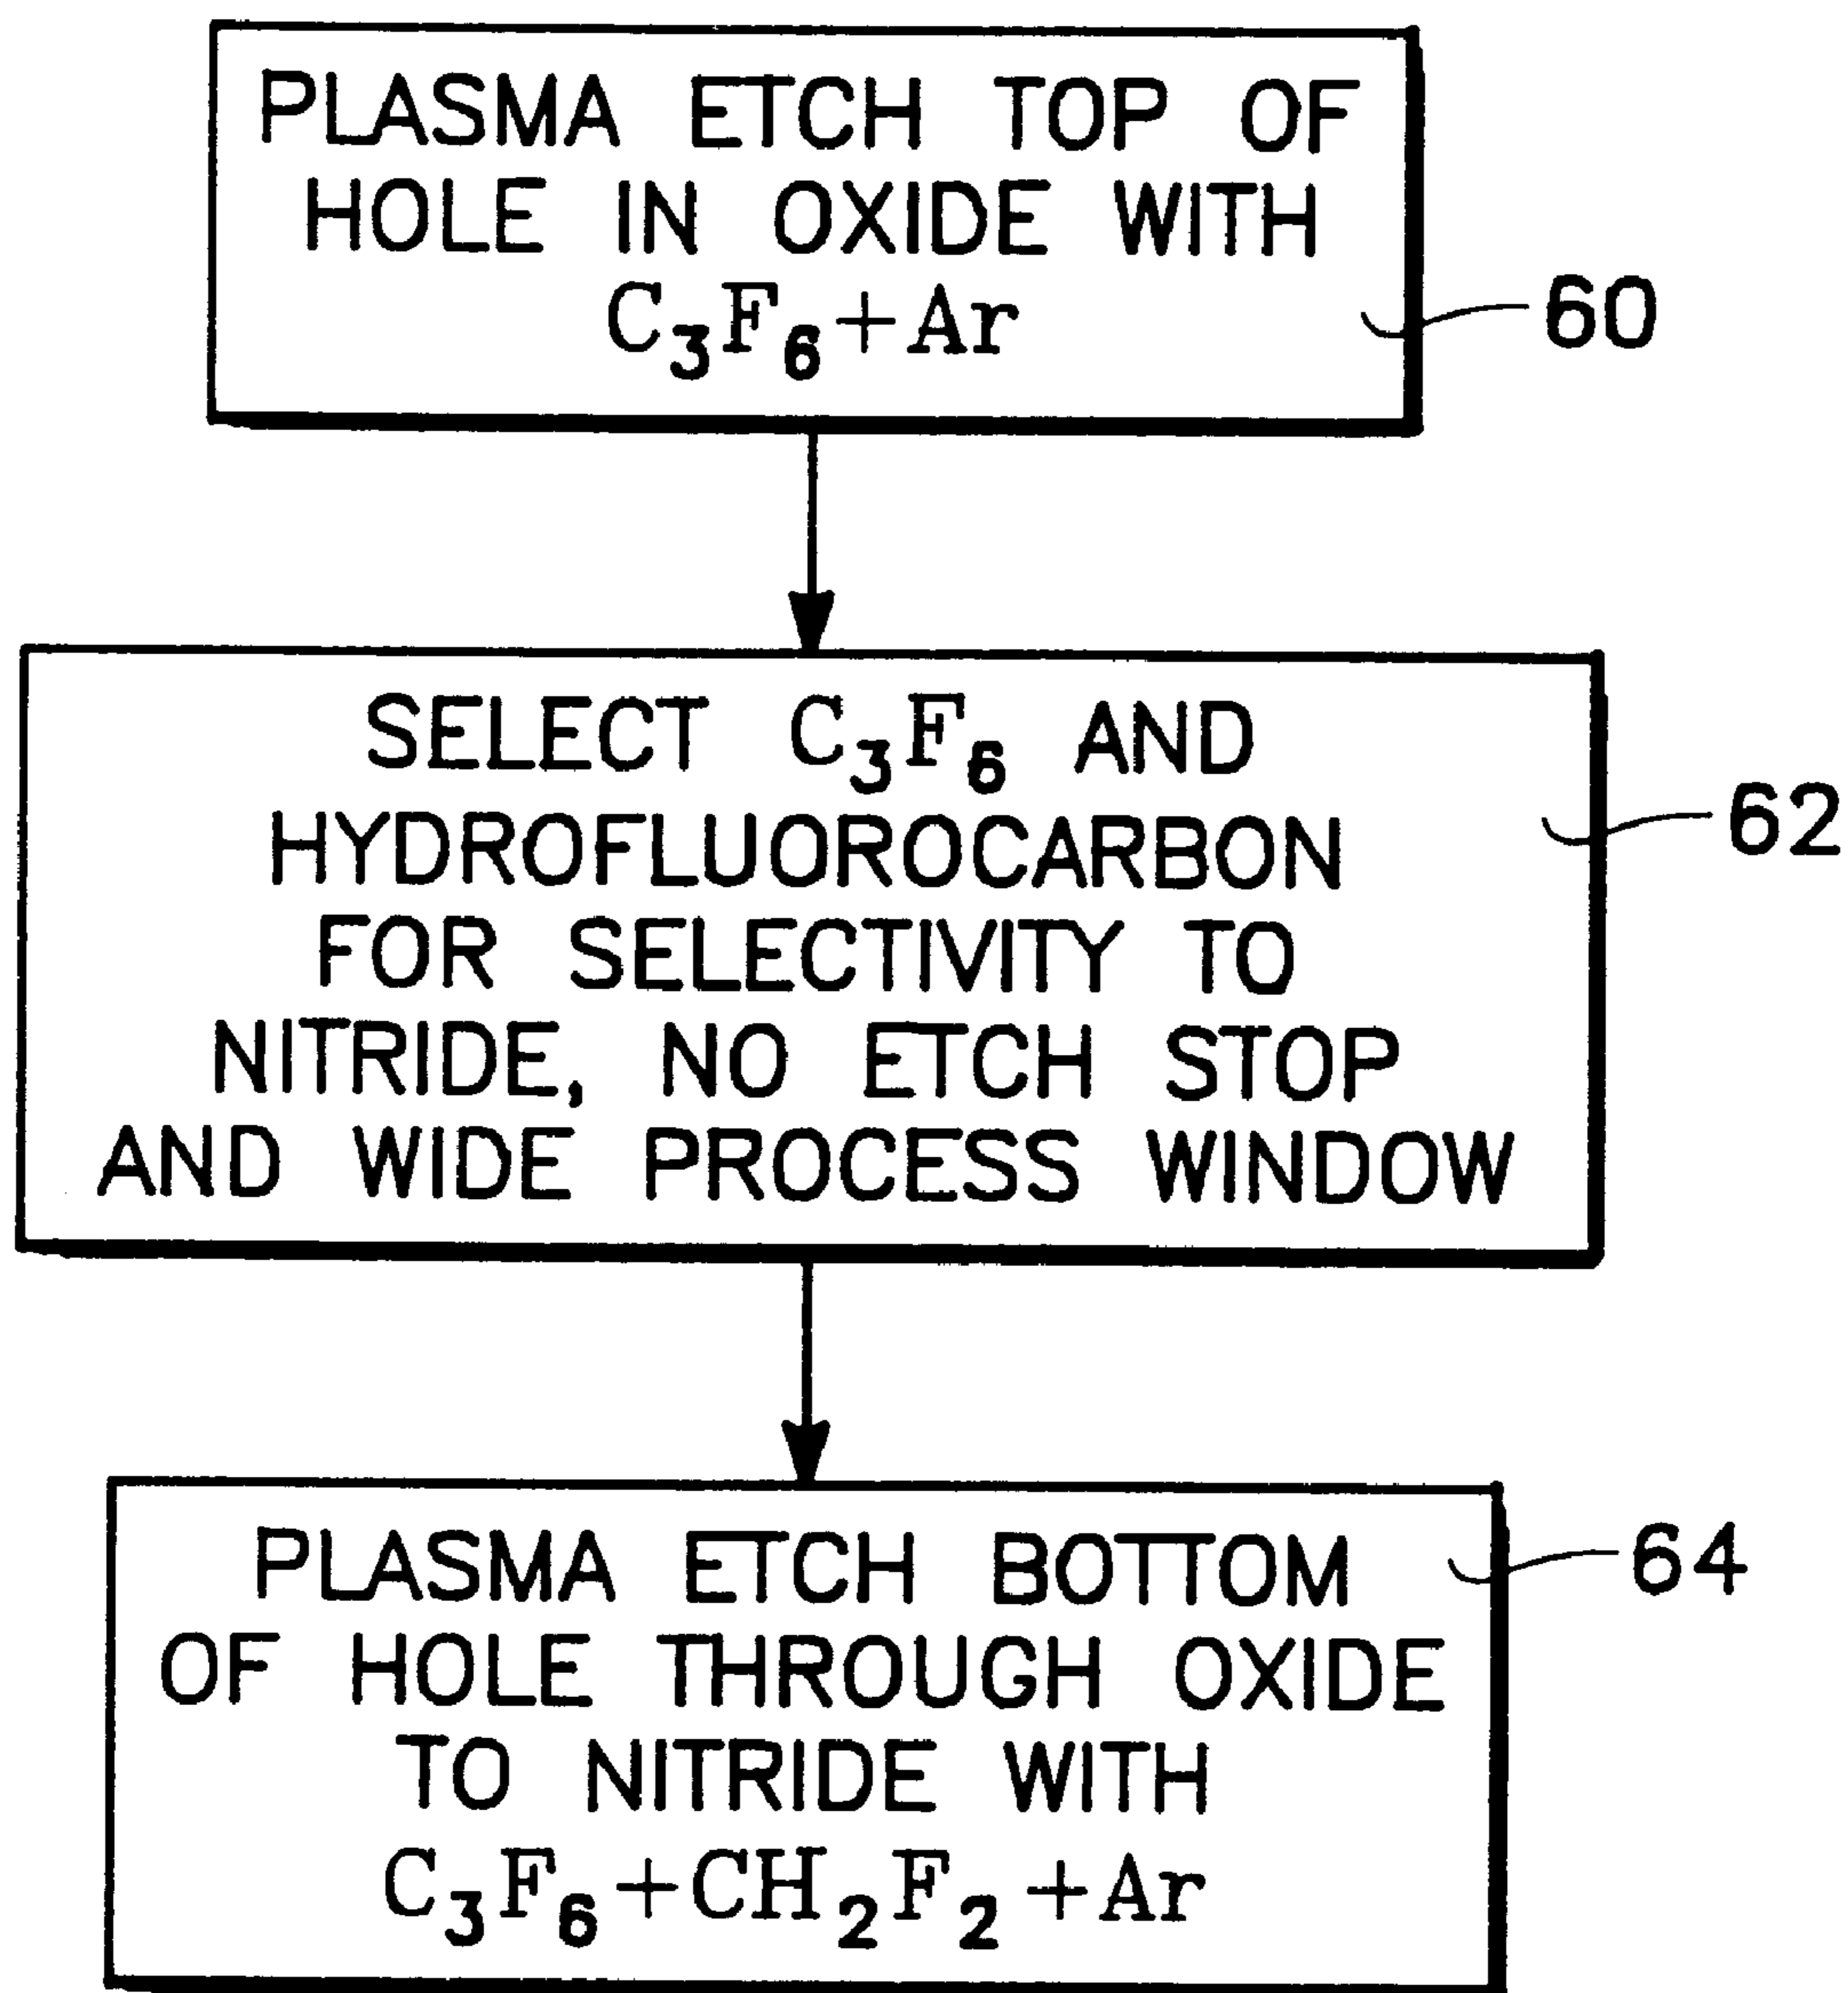 PLASMA ETCH TOP OF
HOLE IN OXIDE WITH
C₃F₆+Ar
60
SELECT C₃F₆ AND
HYDROFLUOROCARBON
FOR SELECTIVITY TO
NITRIDE, NO ETCH STOP
AND WIDE PROCESS WINDOW
62
PLASMA ETCH BOTTOM
OF HOLE THROUGH OXIDE
TO NITRIDE WITH
C₃F₆+CH₂F₂+Ar
64